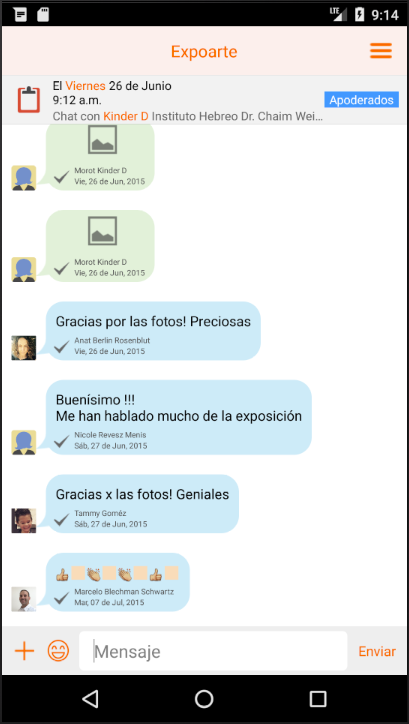 LTE 9:14
Expoarte
El Viernes 26 de Junio
9:12 a.m.
Apoderados
Chat con Kinder D Instituto Hebreo Dr. Chaim Wei...
Morot Kinder D
Vie, 26 de Jun, 2015
Morot Kinder D
Vie, 26 de Jun, 2015
Gracias por las fotos! Preciosas
Anat Berlin Rosenblut
Vie, 26 de Jun, 2015
Buenísimo !!!
Me han hablado mucho de la exposición
Nicole Revesz Menis
Sáb, 27 de Jun, 2015
Gracias x las fotos! Geniales
Tammy Goméz
Sáb, 27 de Jun, 2015
👍👏👏👍
Marcelo Blechman Schwartz
Mar, 07 de Jul, 2015
Mensaje
Enviar